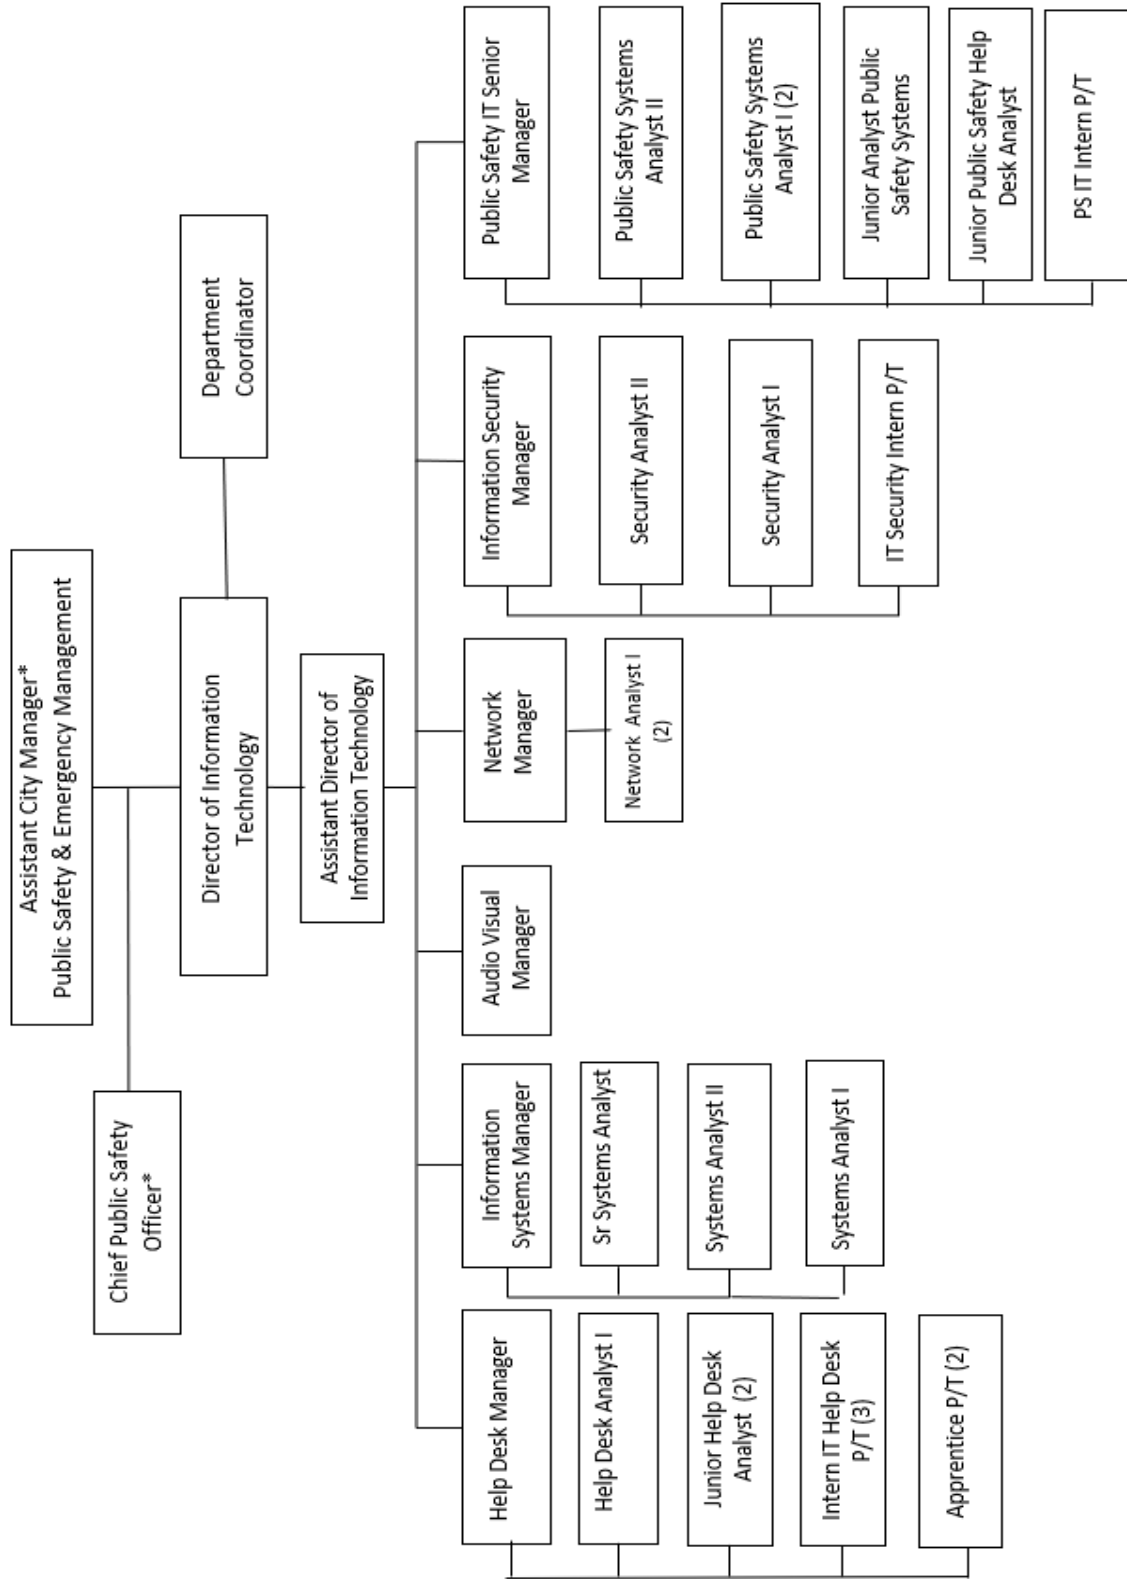 Assistant City Manager*
Public Safety & Emergency Management
Chief Public Safety
Officer*
Director of Information
Technology
Department
Coordinator
Assistant Director of
Information Technology
Help Desk Manager
Help Desk Analyst I
Junior Help Desk
Analyst (2)
Intern IT Help Desk
P/T (3)
Apprentice P/T (2)
Information
Systems Manager
Sr Systems Analyst
Systems Analyst II
Systems Analyst I
Audio Visual
Manager
Network
Manager
Network Analyst I
(2)
Information Security
Manager
Security Analyst II
Security Analyst I
IT Security Intern P/T
Public Safety IT Senior
Manager
Public Safety Systems
Analyst II
Public Safety Systems
Analyst I (2)
Junior Analyst Public
Safety Systems
Junior Public Safety Help
Desk Analyst
PS IT Intern P/T